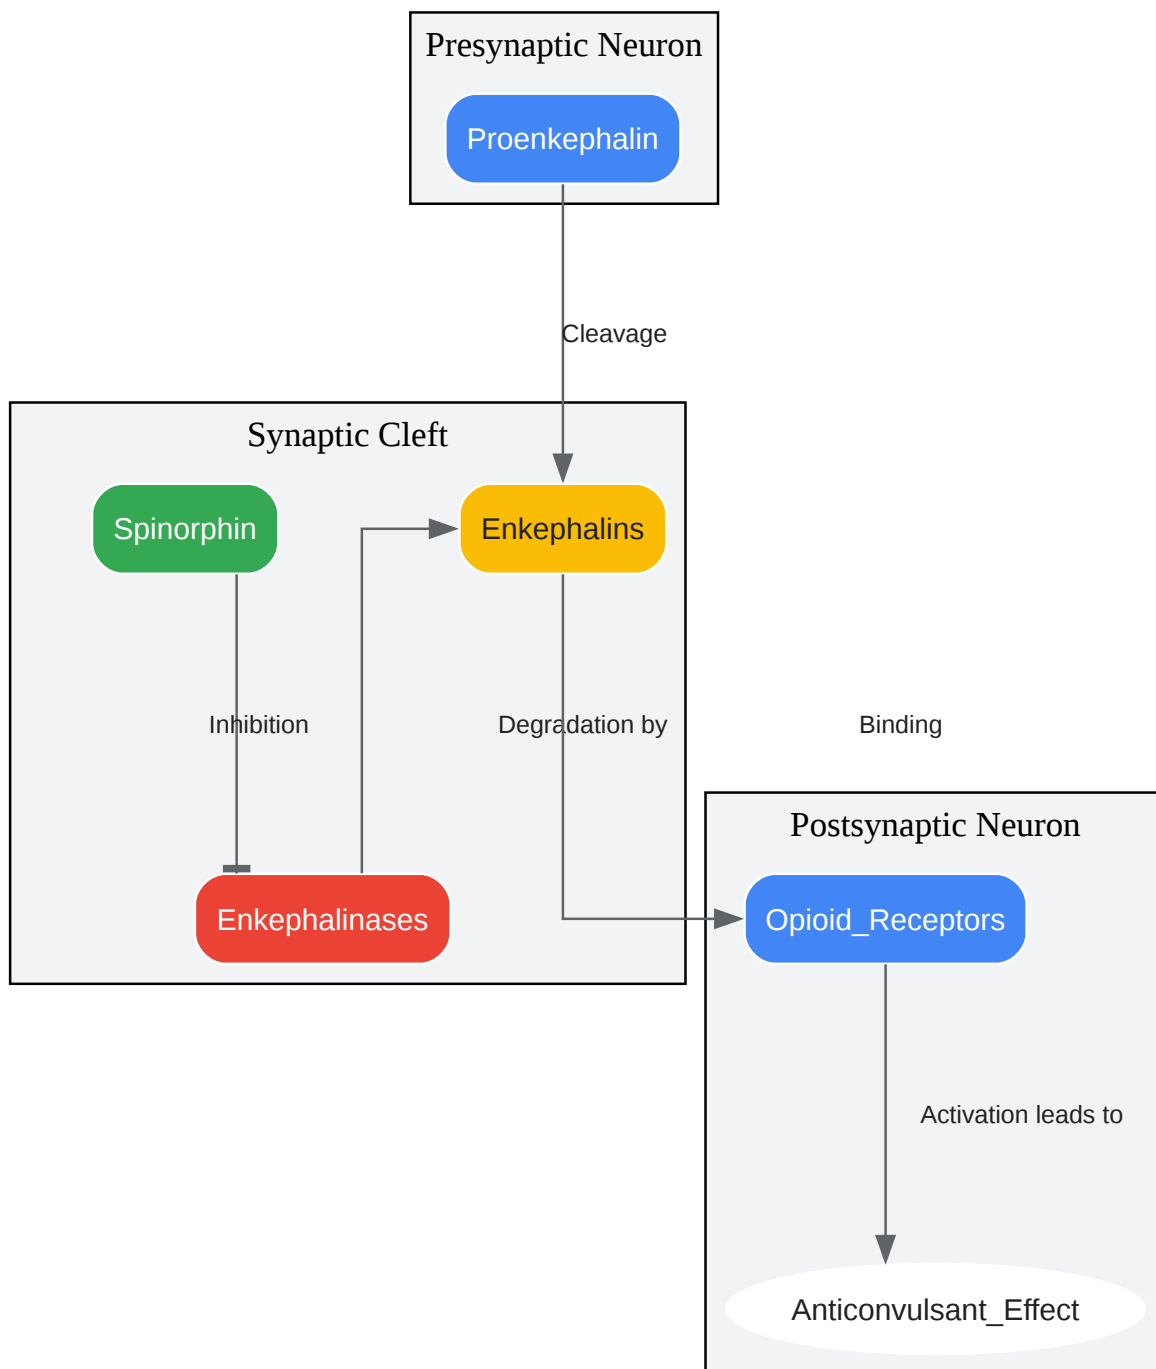 Presynaptic Neuron
Proenkephalin
Cleavage
Synaptic Cleft
Spinorphin
Enkephalins
Inhibition
Degradation by
Binding
Postsynaptic Neuron
Enkephalinases
Opioid_Receptors
Activation leads to
Anticonvulsant_Effect